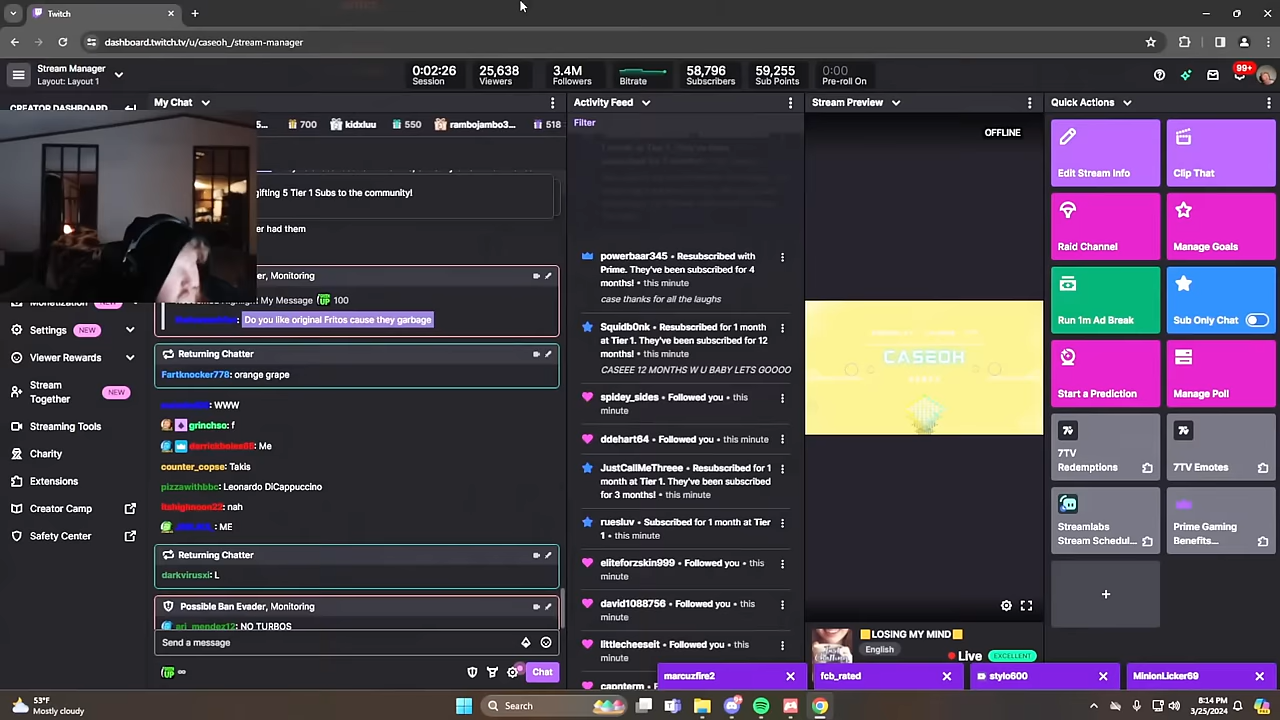 Twitch
dashboard.twitch.tv/u/caseoh_/stream-manager
Stream Manager
Layout: Layout 1
0:02:26
Session
25,638
Viewers
3.4M
Followers
Bitrate
58,796
Subscribers
59,255
Sub Points
0:00
Pre-roll On
99+
CREATOR DASHBOARD
Settings NEW
Viewer Rewards
Stream
Together NEW
Streaming Tools
Charity
Extensions
Creator Camp
Safety Center
My Chat
5... 700 kidxluu 550 rambojambo3... 518
gifting 5 Tier 1 Subs to the community!
er had them
er, Monitoring
Highlight My Message 100
Do you like original Fritos cause they garbage
Returning Chatter
Fartknocker778: orange grape
: WWW
grinchso: f
: Me
counter_copse: Takis
pizzawithbbc: Leonardo DiCappuccino
: nah
: ME
Returning Chatter
darkvirusxi: L
Possible Ban Evader, Monitoring
ari_mendez12: NO TURBOS
Send a message
Chat
Activity Feed
Filter
powerbaar345 • Resubscribed with
Prime. They've been subscribed for 4
months! • this minute
case thanks for all the laughs
Squidb0nk • Resubscribed for 1 month
at Tier 1. They've been subscribed for 12
months! • this minute
CASEEE 12 MONTHS W U BABY LETS GOOOO
spidey_sides • Followed you • this
minute
ddehart64 • Followed you • this minute
JustCallMeThreee • Resubscribed for 1
month at Tier 1. They've been subscribed
for 3 months! • this minute
ruesluv • Subscribed for 1 month at Tier
1 • this minute
eliteforzskin999 • Followed you • this
minute
david1088756 • Followed you • this
minute
littlecheeseit • Followed you • this
minute
Stream Preview
OFFLINE
CASEOH
LOSING MY MIND
English
Live EXCELLENT
Quick Actions
Edit Stream Info
Clip That
Raid Channel
Manage Goals
Run 1m Ad Break
Sub Only Chat
Start a Prediction
Manage Poll
7TV
Redemptions
7TV Emotes
Streamlabs
Stream Schedul...
Prime Gaming
Benefits...
marcuzfire2
fcb_rated
stylo600
MinionLicker69
53°F
Mostly cloudy
Search
8:14 PM
3/25/2024